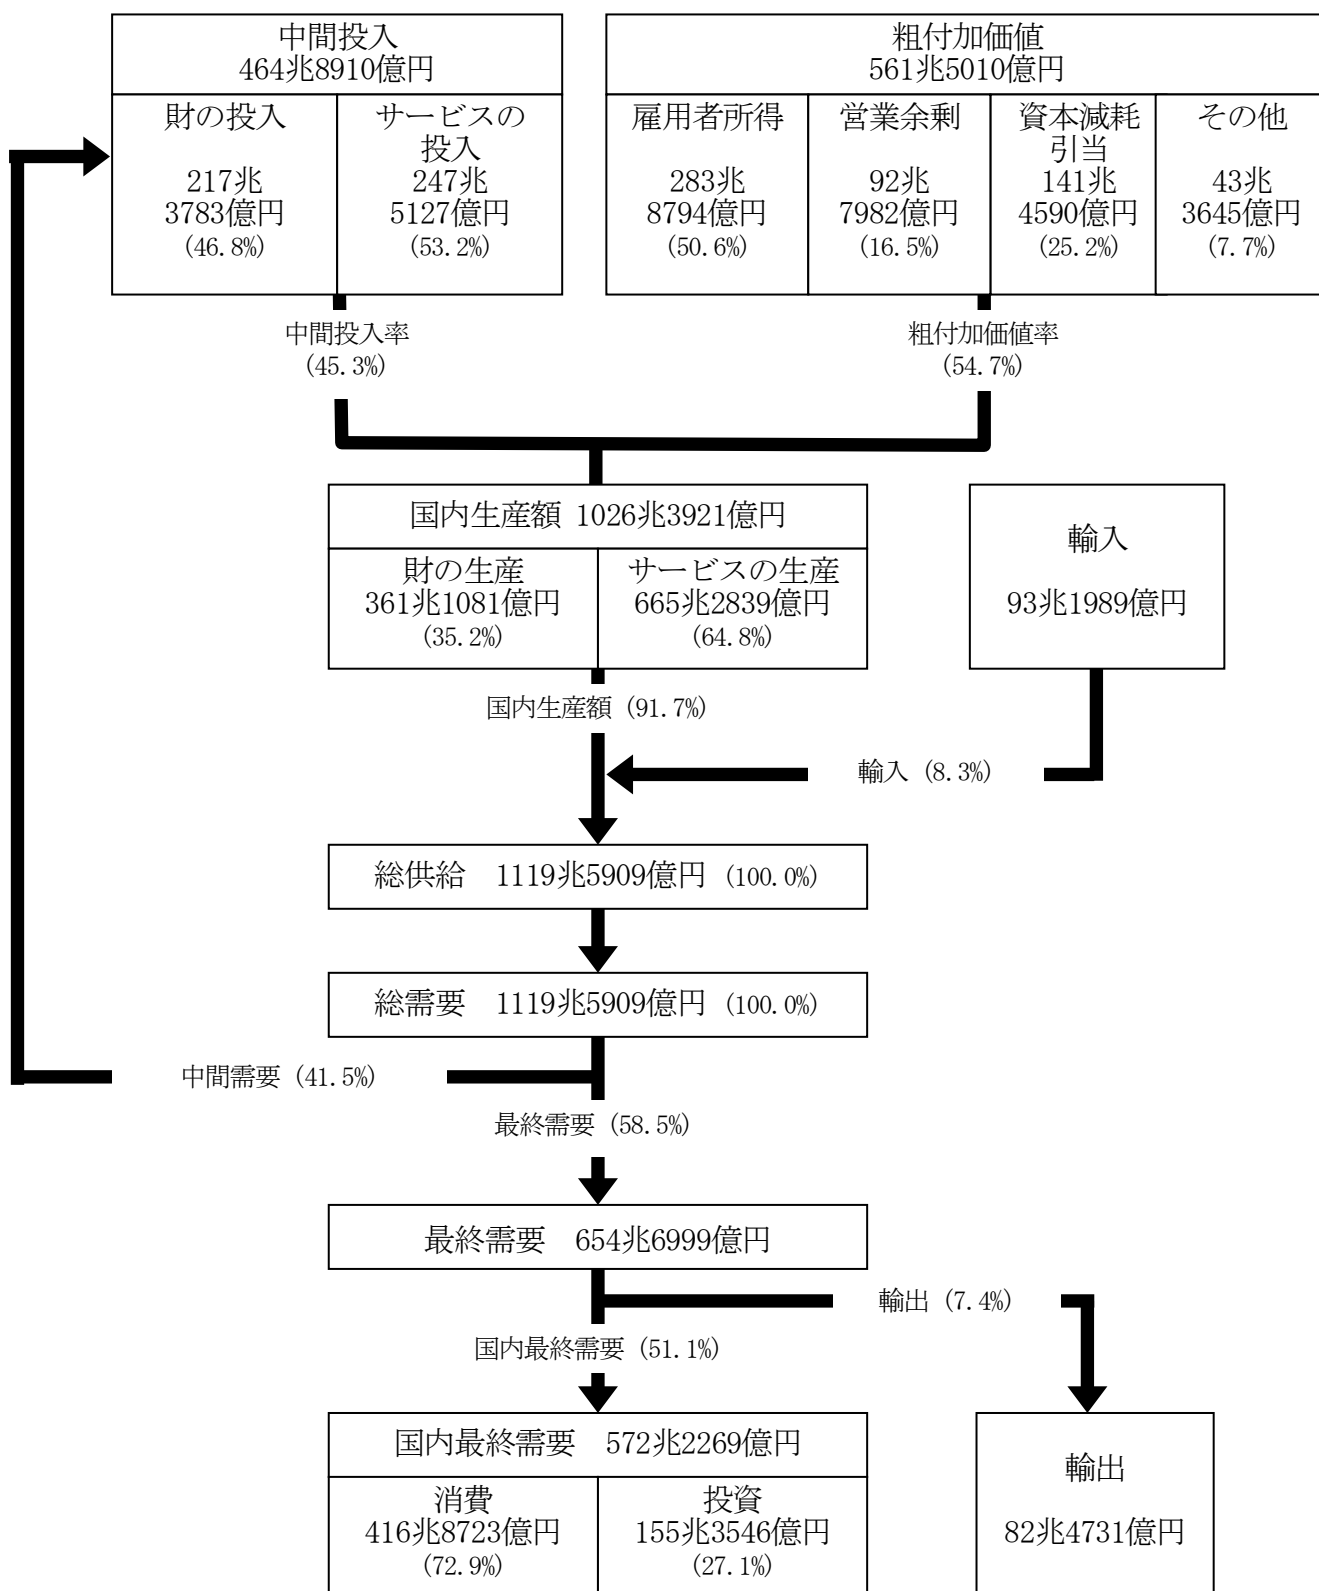 中間投入
464兆8910億円
財の投入
217兆
3783億円
(46.8%)
サービスの
投入
247兆
5127億円
(53.2%)
粗付加価値
561兆5010億円
雇用者所得
283兆
8794億円
(50.6%)
営業余剰
92兆
7982億円
(16.5%)
資本減耗
引当
141兆
4590億円
(25.2%)
その他
43兆
3645億円
(7.7%)
中間投入率
(45.3%)
粗付加価値率
(54.7%)
国内生産額 1026兆3921億円
財の生産
361兆1081億円
(35.2%)
サービスの生産
665兆2839億円
(64.8%)
輸入
93兆1989億円
国内生産額 (91.7%)
輸入 (8.3%)
総供給 1119兆5909億円 (100.0%)
総需要 1119兆5909億円 (100.0%)
中間需要 (41.5%)
最終需要 (58.5%)
最終需要 654兆6999億円
輸出 (7.4%)
国内最終需要 (51.1%)
国内最終需要 572兆2269億円
消費
416兆8723億円
(72.9%)
投資
155兆3546億円
(27.1%)
輸出
82兆4731億円